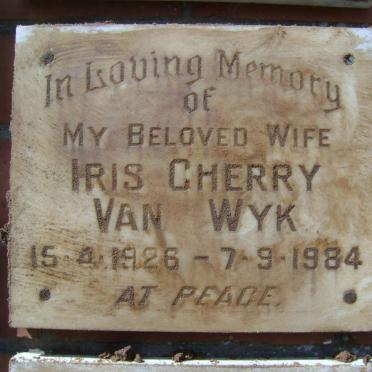 In Loving Memory
of
MY BELOVED WIFE
IRIS CHERRY
VAN WYK
15·4·1926 – 7·9·1984
AT PEACE.